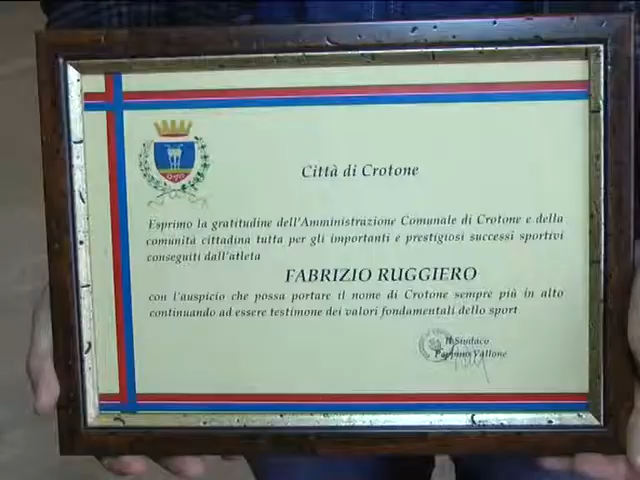 Città di Crotone
Esprimo la gratitudine dell'Amministrazione Comunale di Crotone e della
comunità cittadina tutta per gli importanti e prestigiosi successi sportivi
conseguiti dall'atleta
FABRIZIO RUGGIERO
con l'auspicio che possa portare il nome di Crotone sempre più in alto
continuando ad essere testimone dei valori fondamentali dello sport
Il Sindaco
Peppino Vallone